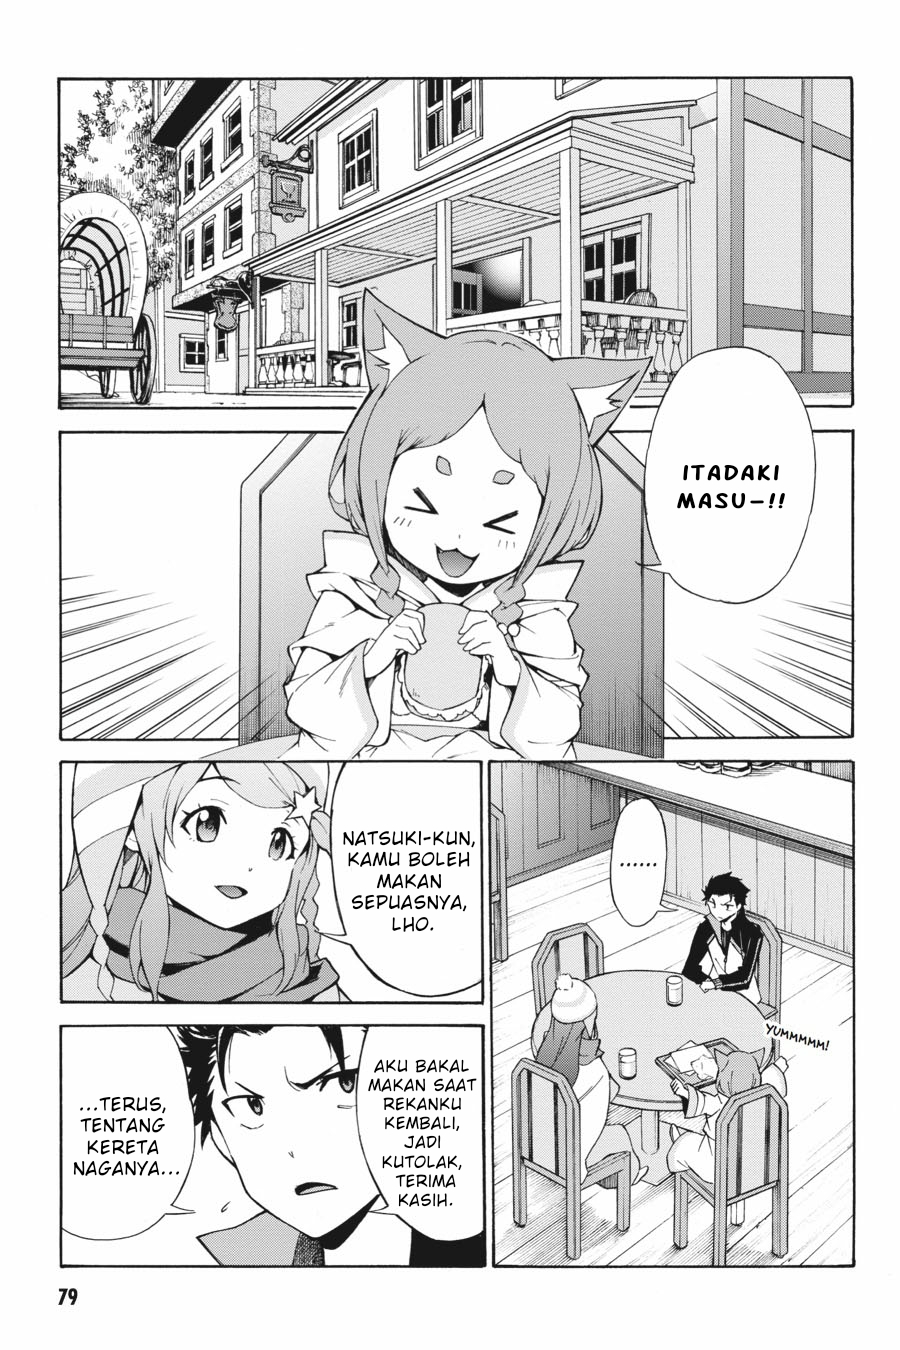 ITADAKI
MASU–!!
......
YUMMMMM!
NATSUKI-KUN,
KAMU BOLEH
MAKAN
SEPUASNYA,
LHO.
AKU BAKAL
MAKAN SAAT
REKANKU
KEMBALI,
JADI
KUTOLAK,
TERIMA
KASIH.
...TERUS,
TENTANG
KERETA
NAGANYA...
79